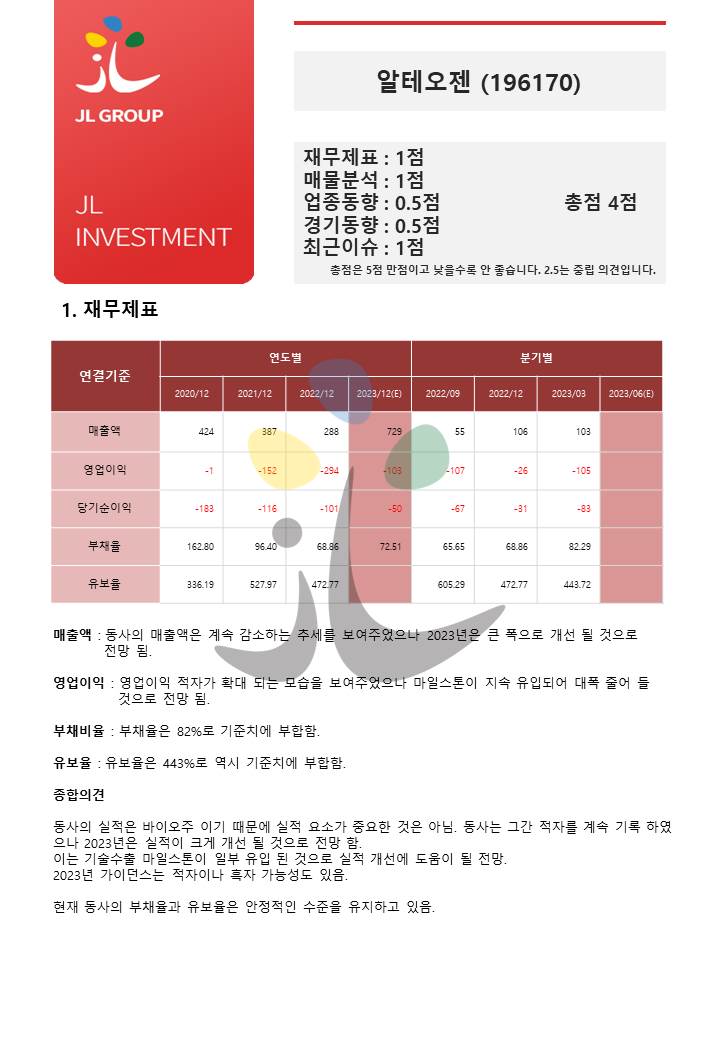 JL GROUP
JL
INVESTMENT
알테오젠 (196170)
재무제표 : 1점
매물분석 : 1점
업종동향 : 0.5점 총점 4점
경기동향 : 0.5점
최근이슈 : 1점
총점은 5점 만점이고 낮을수록 안 좋습니다. 2.5는 중립 의견입니다.
1. 재무제표
연결기준 연도별 분기별
2020/12 2021/12 2022/12 2023/12(E) 2022/09 2022/12 2023/03 2023/06(E)
매출액 424 387 288 729 55 106 103
영업이익 -1 -152 -294 -103 -107 -26 -105
당기순이익 -183 -116 -101 -50 -67 -31 -83
부채율 162.80 96.40 68.86 72.51 65.65 68.86 82.29
유보율 336.19 527.97 472.77 605.29 472.77 443.72
매출액 : 동사의 매출액은 계속 감소하는 추세를 보여주었으나 2023년은 큰 폭으로 개선 될 것으로
전망 됨.
영업이익 : 영업이익 적자가 확대 되는 모습을 보여주었으나 마일스톤이 지속 유입되어 대폭 줄어 들
것으로 전망 됨.
부채비율 : 부채율은 82%로 기준치에 부합함.
유보율 : 유보율은 443%로 역시 기준치에 부합함.
종합의견
동사의 실적은 바이오주 이기 때문에 실적 요소가 중요한 것은 아님. 동사는 그간 적자를 계속 기록 하였
으나 2023년은 실적이 크게 개선 될 것으로 전망 함.
이는 기술수출 마일스톤이 일부 유입 된 것으로 실적 개선에 도움이 될 전망.
2023년 가이던스는 적자이나 흑자 가능성도 있음.
현재 동사의 부채율과 유보율은 안정적인 수준을 유지하고 있음.